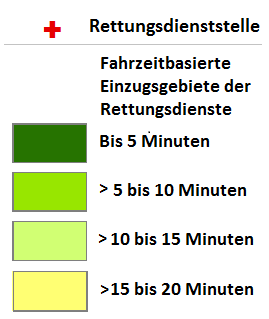 Rettungsdienststelle
Fahrzeitbasierte
Einzugsgebiete der
Rettungsdienste
Bis 5 Minuten
> 5 bis 10 Minuten
> 10 bis 15 Minuten
>15 bis 20 Minuten